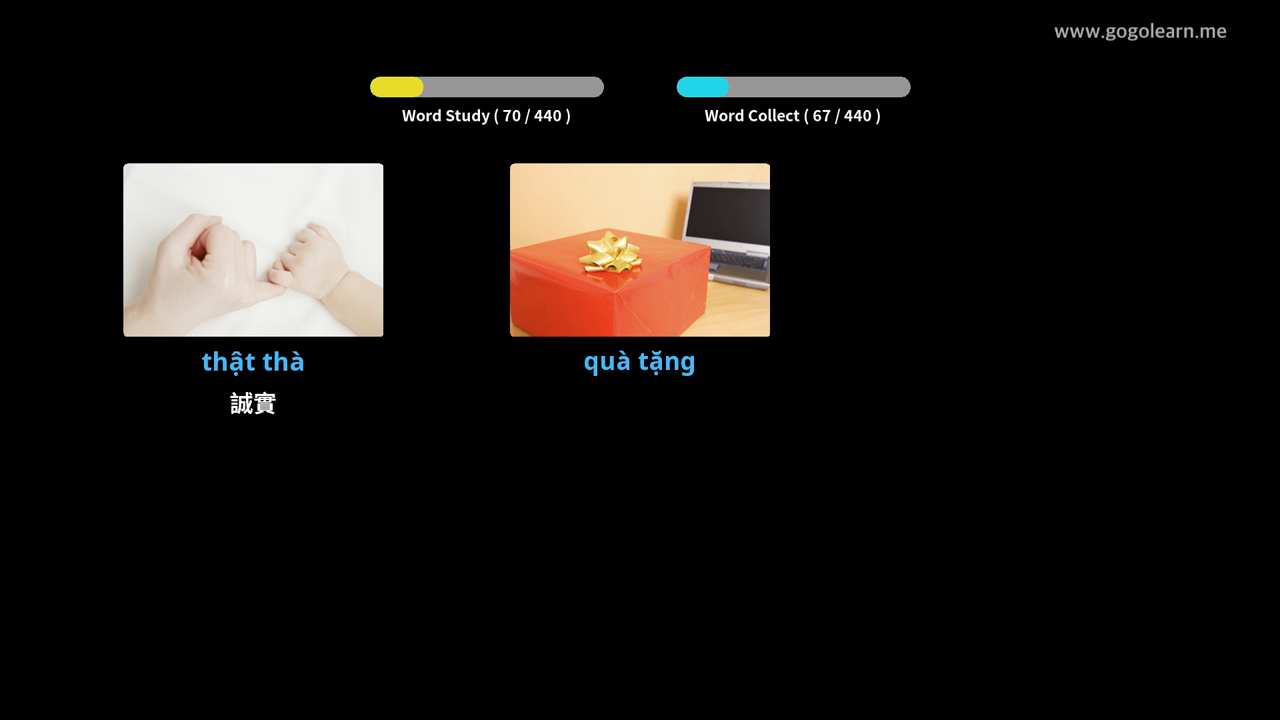 www.gogolearn.me
Word Study ( 70 / 440 )
Word Collect ( 67 / 440 )
thật thà
誠實
quà tặng